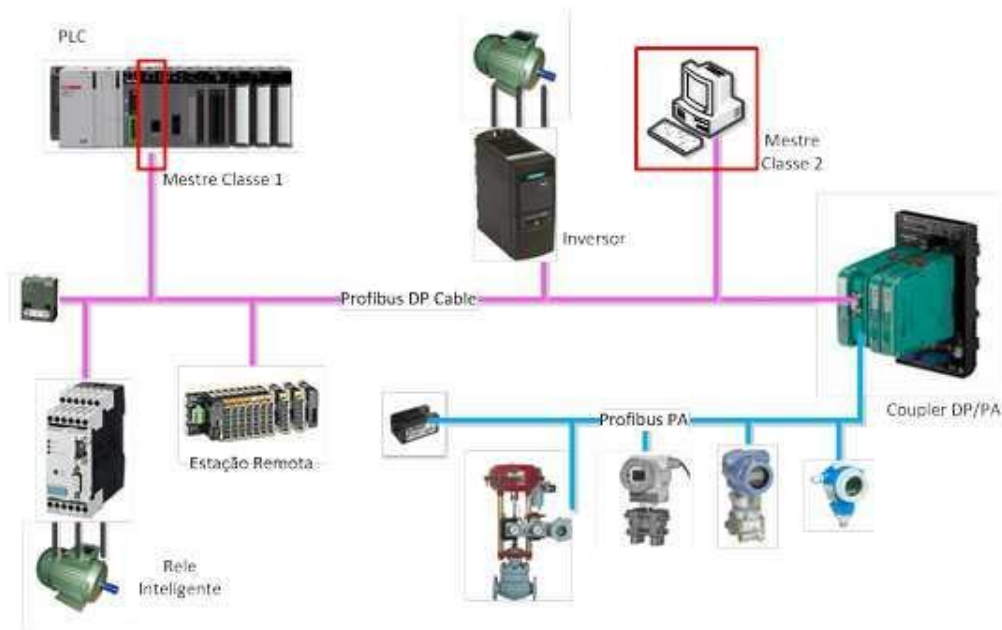 PLC
Mestre Classe 1
Mestre
Classe 2
Inversor
Profibus DP Cable
Coupler DP/PA
Profibus PA
Estação Remota
Rele
Inteligente